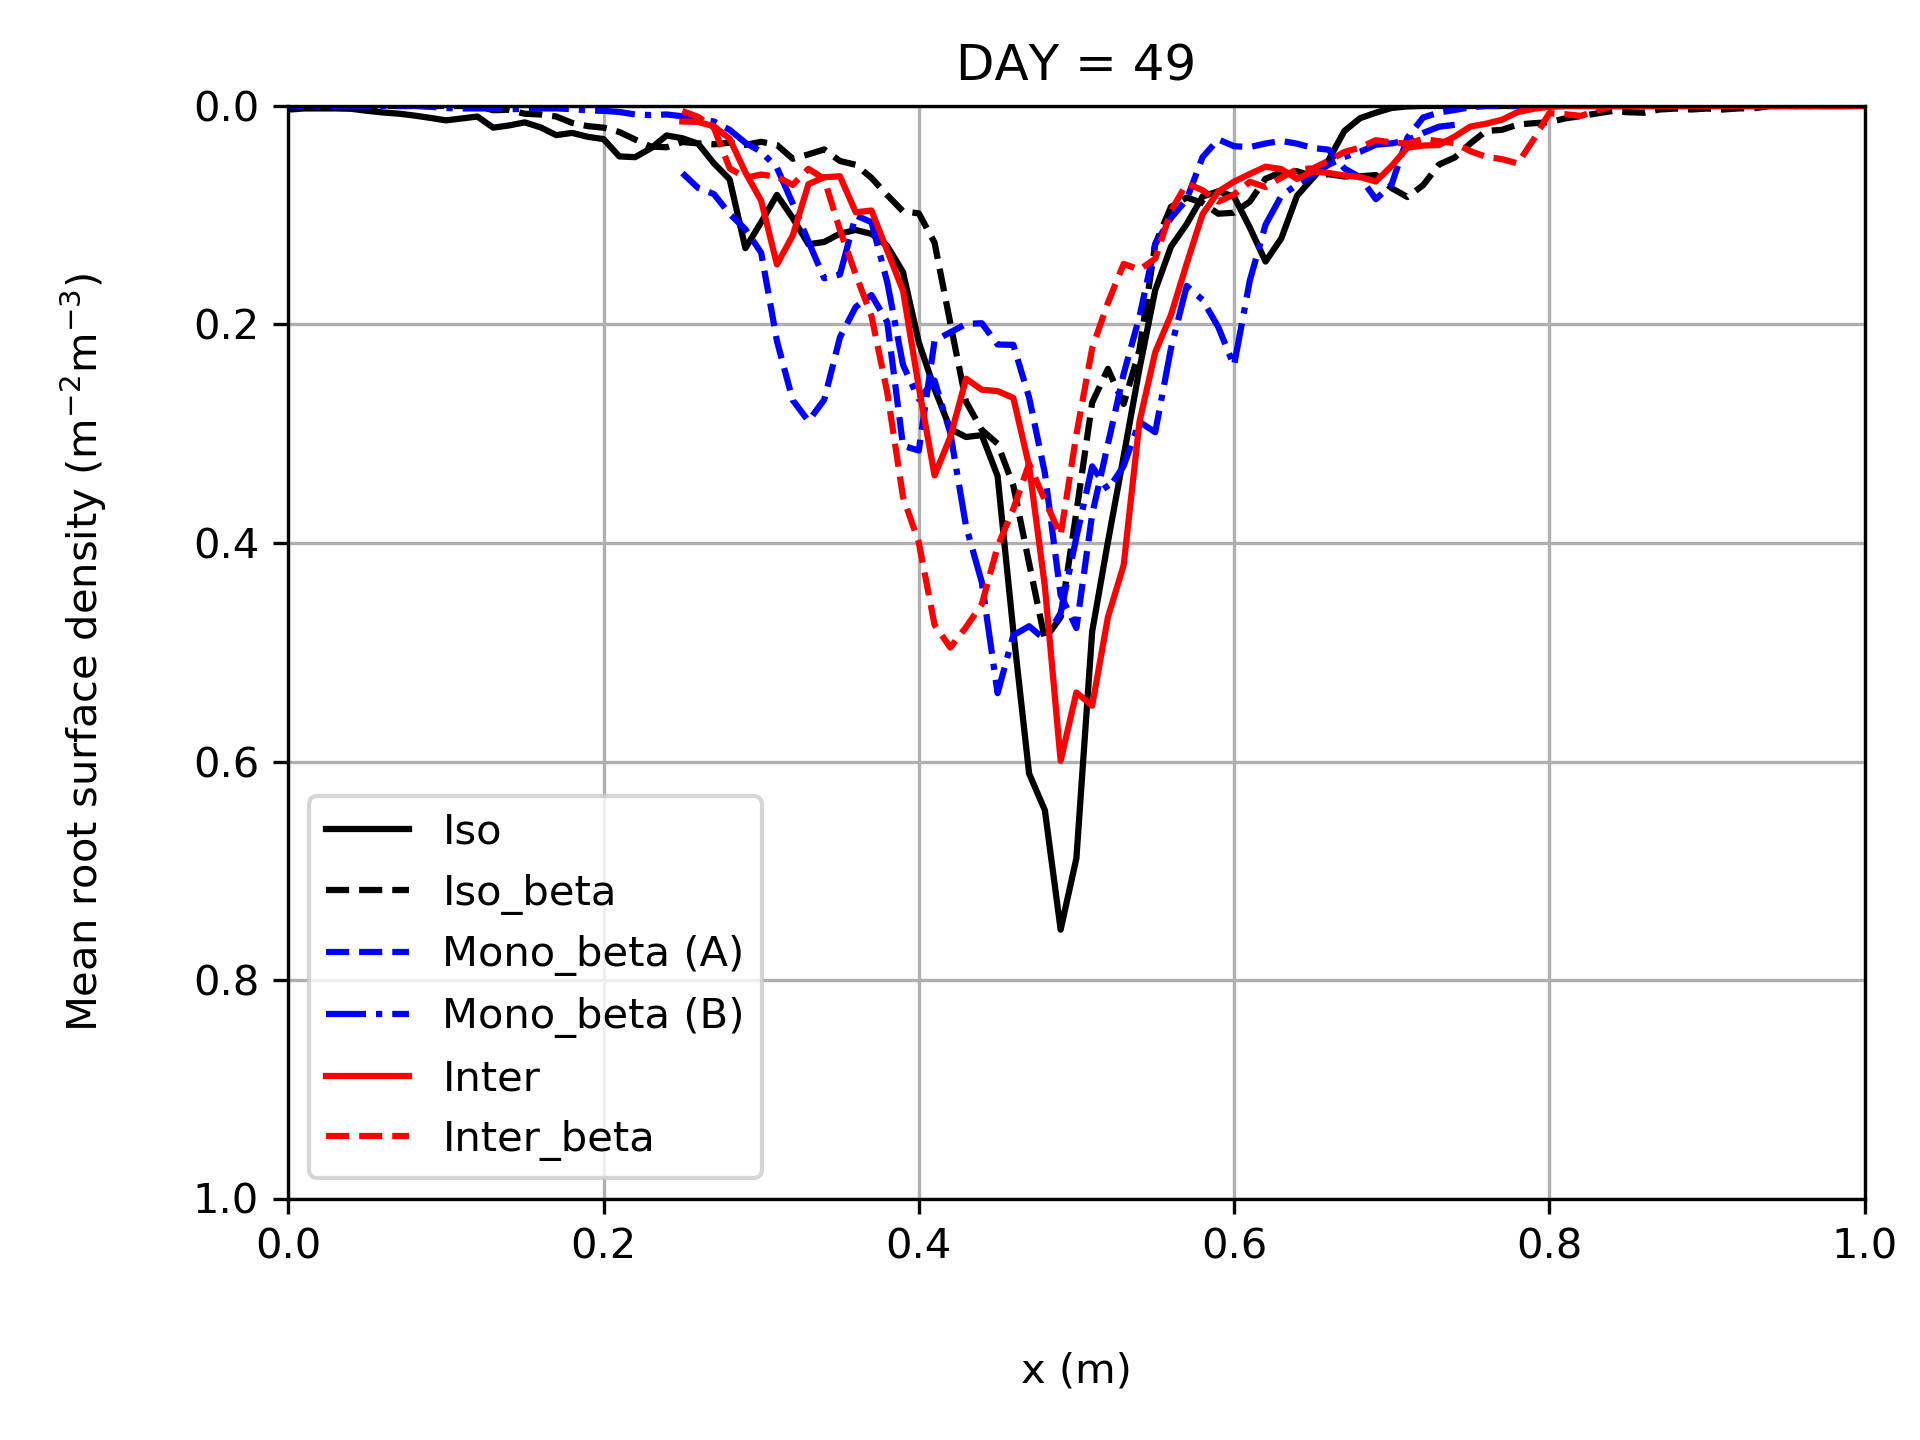 DAY = 49
Mean root surface density (m⁻²m⁻³)
0.0
0.2
0.4
0.6
0.8
1.0
Iso
Iso_beta
Mono_beta (A)
Mono_beta (B)
Inter
Inter_beta
0.0 0.2 0.4 0.6 0.8 1.0
x (m)